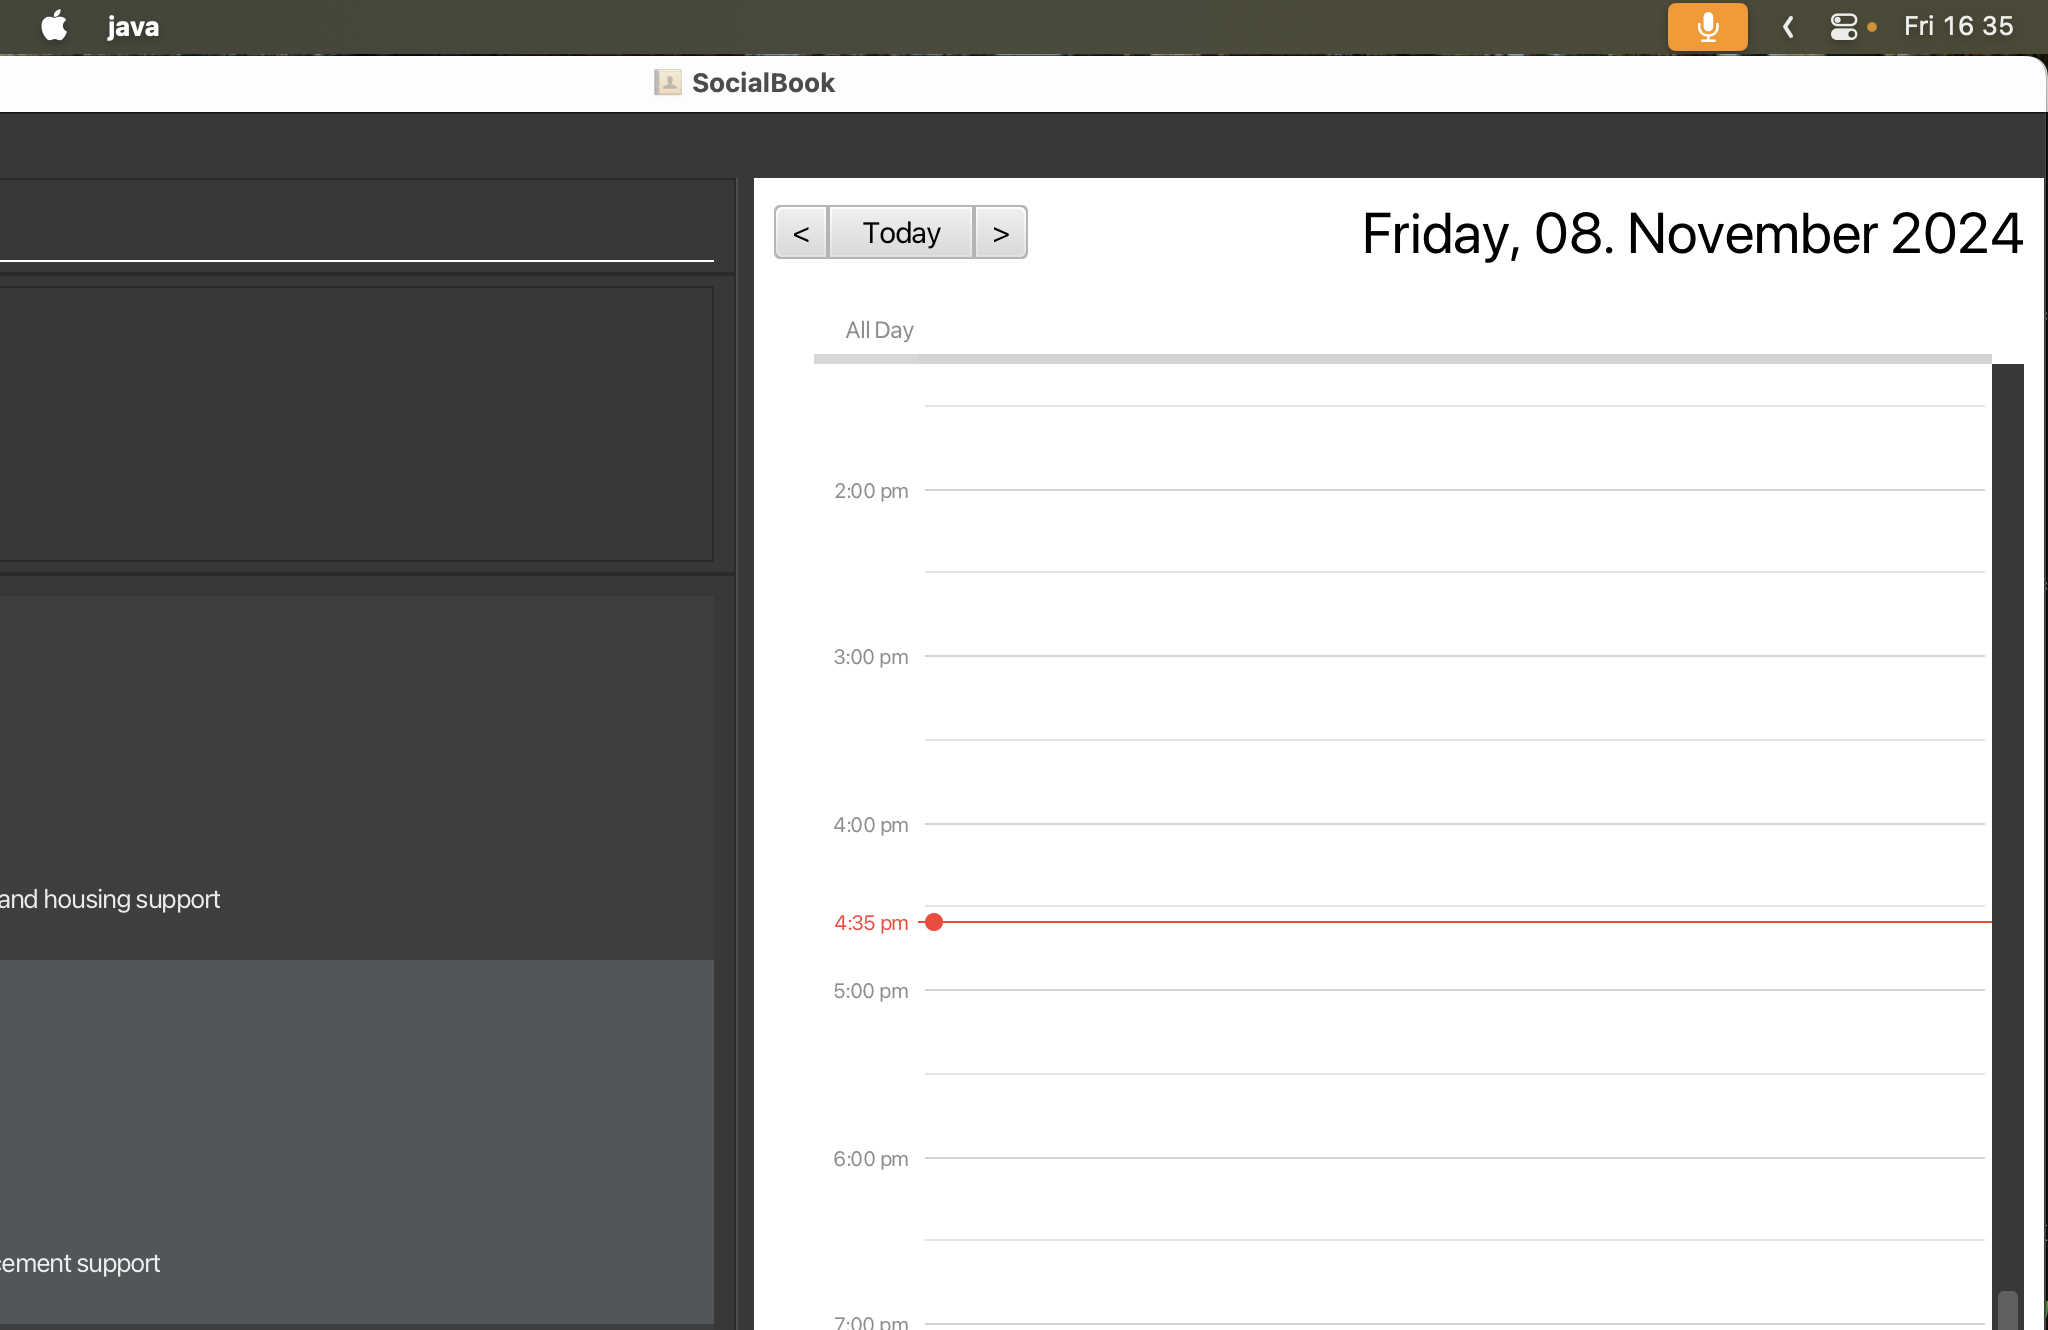 java
Fri 16 35
SocialBook
< Today >
Friday, 08. November 2024
All Day
2:00 pm
3:00 pm
4:00 pm
and housing support
4:35 pm
5:00 pm
6:00 pm
support
7:00 pm